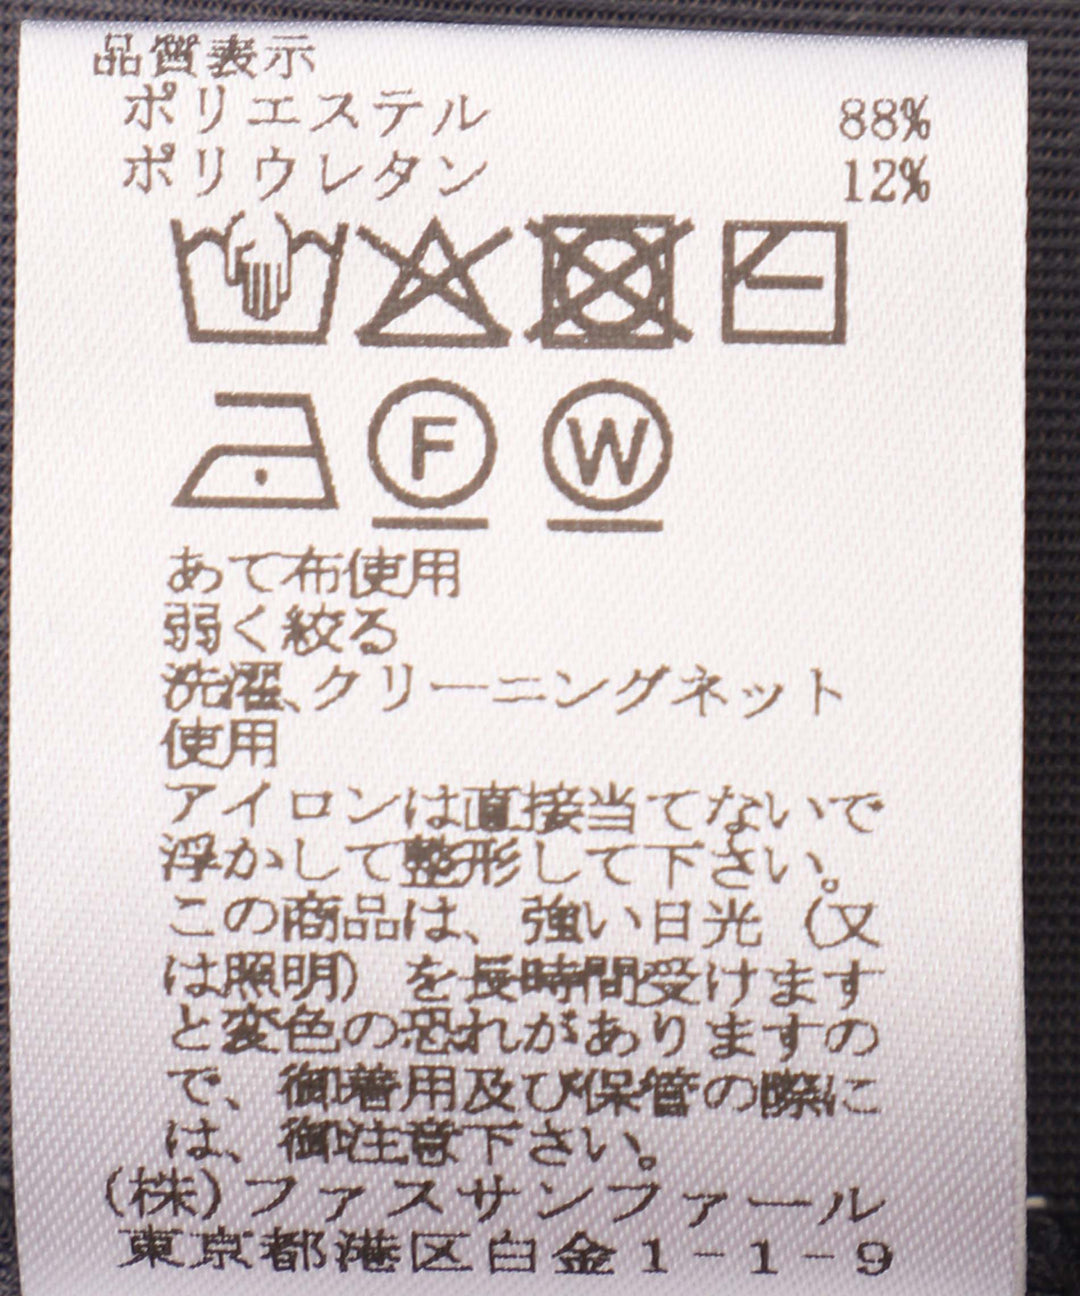 品質表示
ポリエステル 88%
ポリウレタン 12%
F W
あて布使用
弱く絞る
洗濯、クリーニングネット
使用
アイロンは直接当てないで
浮かして整形して下さい。
この商品は、強い日光(又
は照明)を長時間受けます
と変色の恐れがありますの
で、御着用及び保管の際に
は、御注意下さい。
(株)ファスサンファール
東京都港区白金1-1-9